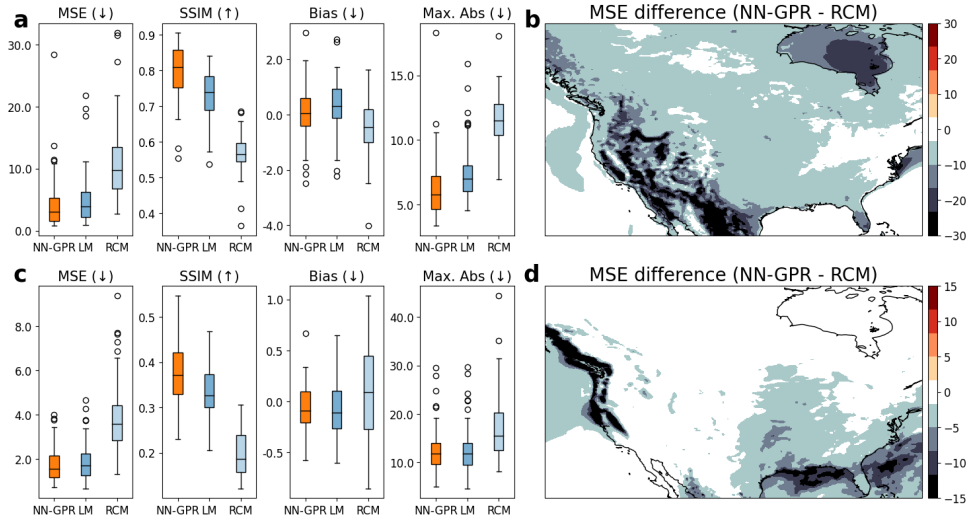 a
MSE (↓)
30.0
20.0
10.0
0.0
NN-GPR LM RCM
SSIM (↑)
0.9
0.8
0.7
0.6
0.5
0.4
NN-GPR LM RCM
Bias (↓)
2.0
0.0
-2.0
-4.0
NN-GPR LM RCM
Max. Abs (↓)
15.0
10.0
5.0
NN-GPR LM RCM
b
MSE difference (NN-GPR - RCM)
30
20
10
0
-10
-20
-30
c
MSE (↓)
8.0
6.0
4.0
2.0
NN-GPR LM RCM
SSIM (↑)
0.5
0.4
0.3
0.2
NN-GPR LM RCM
Bias (↓)
1.0
0.5
0.0
-0.5
NN-GPR LM RCM
Max. Abs (↓)
40.0
30.0
20.0
10.0
NN-GPR LM RCM
d
MSE difference (NN-GPR - RCM)
15
10
5
0
-5
-10
-15